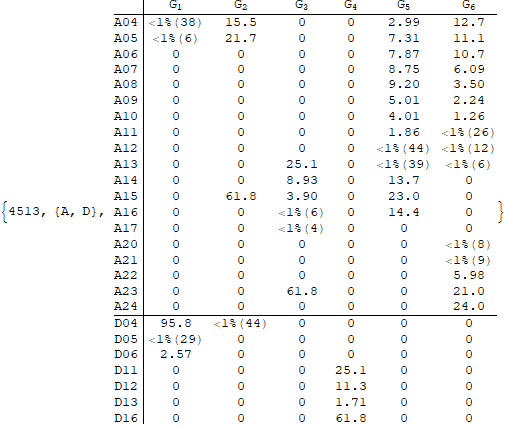 G₁ G₂ G₃ G₄ G₅ G₆
A04 <1%(38) 15.5 0 0 2.99 12.7
A05 <1%(6) 21.7 0 0 7.31 11.1
A06 0 0 0 0 7.87 10.7
A07 0 0 0 0 8.75 6.09
A08 0 0 0 0 9.20 3.50
A09 0 0 0 0 5.01 2.24
A10 0 0 0 0 4.01 1.26
A11 0 0 0 0 1.86 <1%(26)
A12 0 0 0 0 <1%(44) <1%(12)
A13 0 0 25.1 0 <1%(39) <1%(6)
A14 0 0 8.93 0 13.7 0
A15 0 61.8 3.90 0 23.0 0
{4513, {A, D}, A16 0 0 <1%(6) 0 14.4 0 }
A17 0 0 <1%(4) 0 0 0
A20 0 0 0 0 0 <1%(8)
A21 0 0 0 0 0 <1%(9)
A22 0 0 0 0 0 5.98
A23 0 0 61.8 0 0 21.0
A24 0 0 0 0 0 24.0
D04 95.8 <1%(44) 0 0 0 0
D05 <1%(29) 0 0 0 0 0
D06 2.57 0 0 0 0 0
D11 0 0 0 25.1 0 0
D12 0 0 0 11.3 0 0
D13 0 0 0 1.71 0 0
D16 0 0 0 61.8 0 0